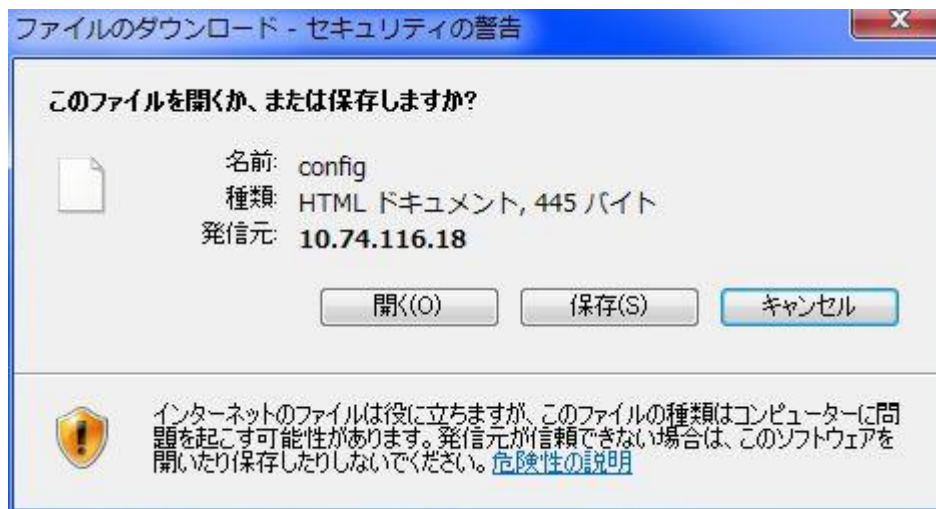 ファイルのダウンロード - セキュリティの警告
このファイルを開くか、または保存しますか?
名前: config
種類: HTML ドキュメント, 445 バイト
発信元: 10.74.116.18
開く(O) 保存(S) キャンセル
インターネットのファイルは役に立ちますが、このファイルの種類はコンピューターに問
題を起こす可能性があります。発信元が信頼できない場合は、このソフトウェアを
開いたり保存したりしないでください。危険性の説明